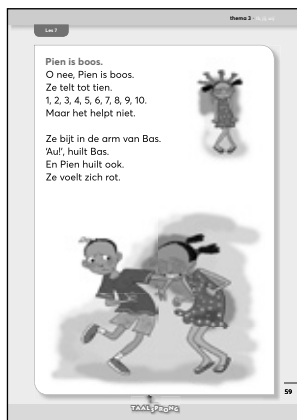 thema 3
Les 7
Pien is boos.
O nee, Pien is boos.
Ze telt tot tien.
1, 2, 3, 4, 5, 6, 7, 8, 9, 10.
Maar het helpt niet.
Ze bijt in de arm van Bas.
‘Au!’, huilt Bas.
En Pien huilt ook.
Ze voelt zich rot.
59
TAALSPRONG